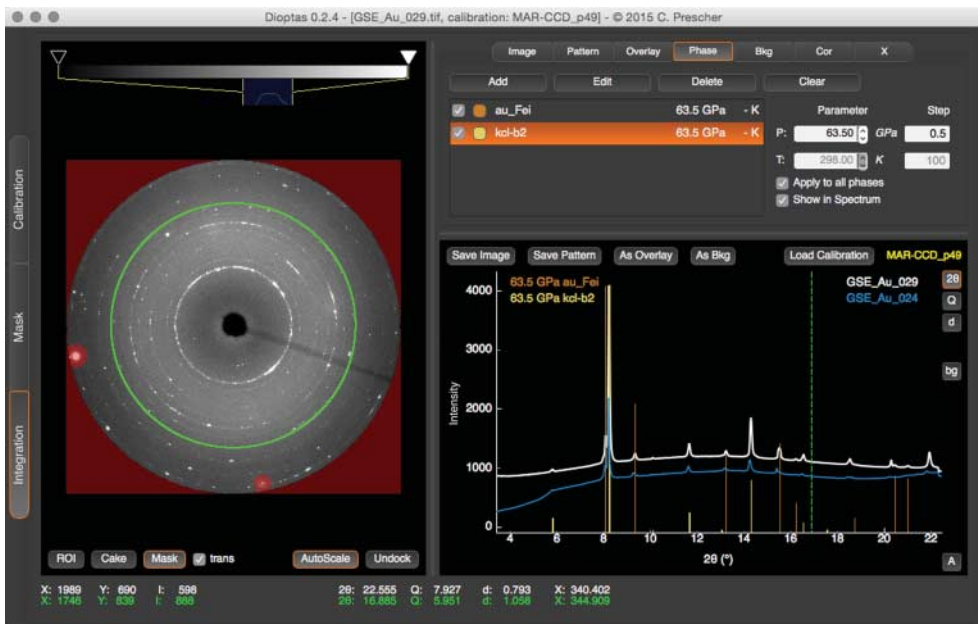 Dioptas 0.2.4 - [GSE_Au_029.tif, calibration: MAR-CCD_p49] - © 2015 C. Prescher
Image Pattern Overlay Phase Bkg Cor X
Add Edit Delete Clear
au_Fei 63.5 GPa - K
kcl-b2 63.5 GPa - K
Parameter Step
P: 63.50 GPa 0.5
T: 298.00 K 100
Apply to all phases
Show in Spectrum
Calibration
Mask
Integration
Save Image Save Pattern As Overlay As Bkg Load Calibration MAR-CCD_p49
63.5 GPa au_Fei
63.5 GPa kcl-b2
GSE_Au_029
GSE_Au_024
2θ
Q
d
bg
A
Intensity
4000
3000
2000
1000
0
4 6 8 10 12 14 16 18 20 22
2θ (°)
ROI Cake Mask trans AutoScale Undock
X: 1989 Y: 690 I: 598 2θ: 22.555 Q: 7.927 d: 0.793 X: 340.402
X: 1746 Y: 839 I: 888 2θ: 16.885 Q: 5.951 d: 1.056 X: 344.909